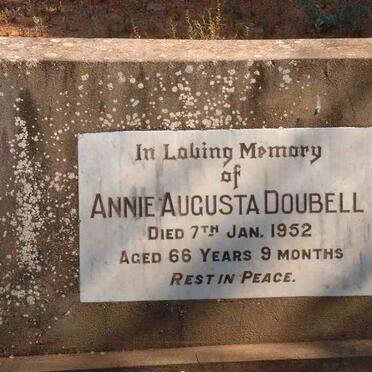 In Loving Memory
of
ANNIE AUGUSTA DOUBELL
DIED 7TH JAN. 1952
AGED 66 YEARS 9 MONTHS
REST IN PEACE.